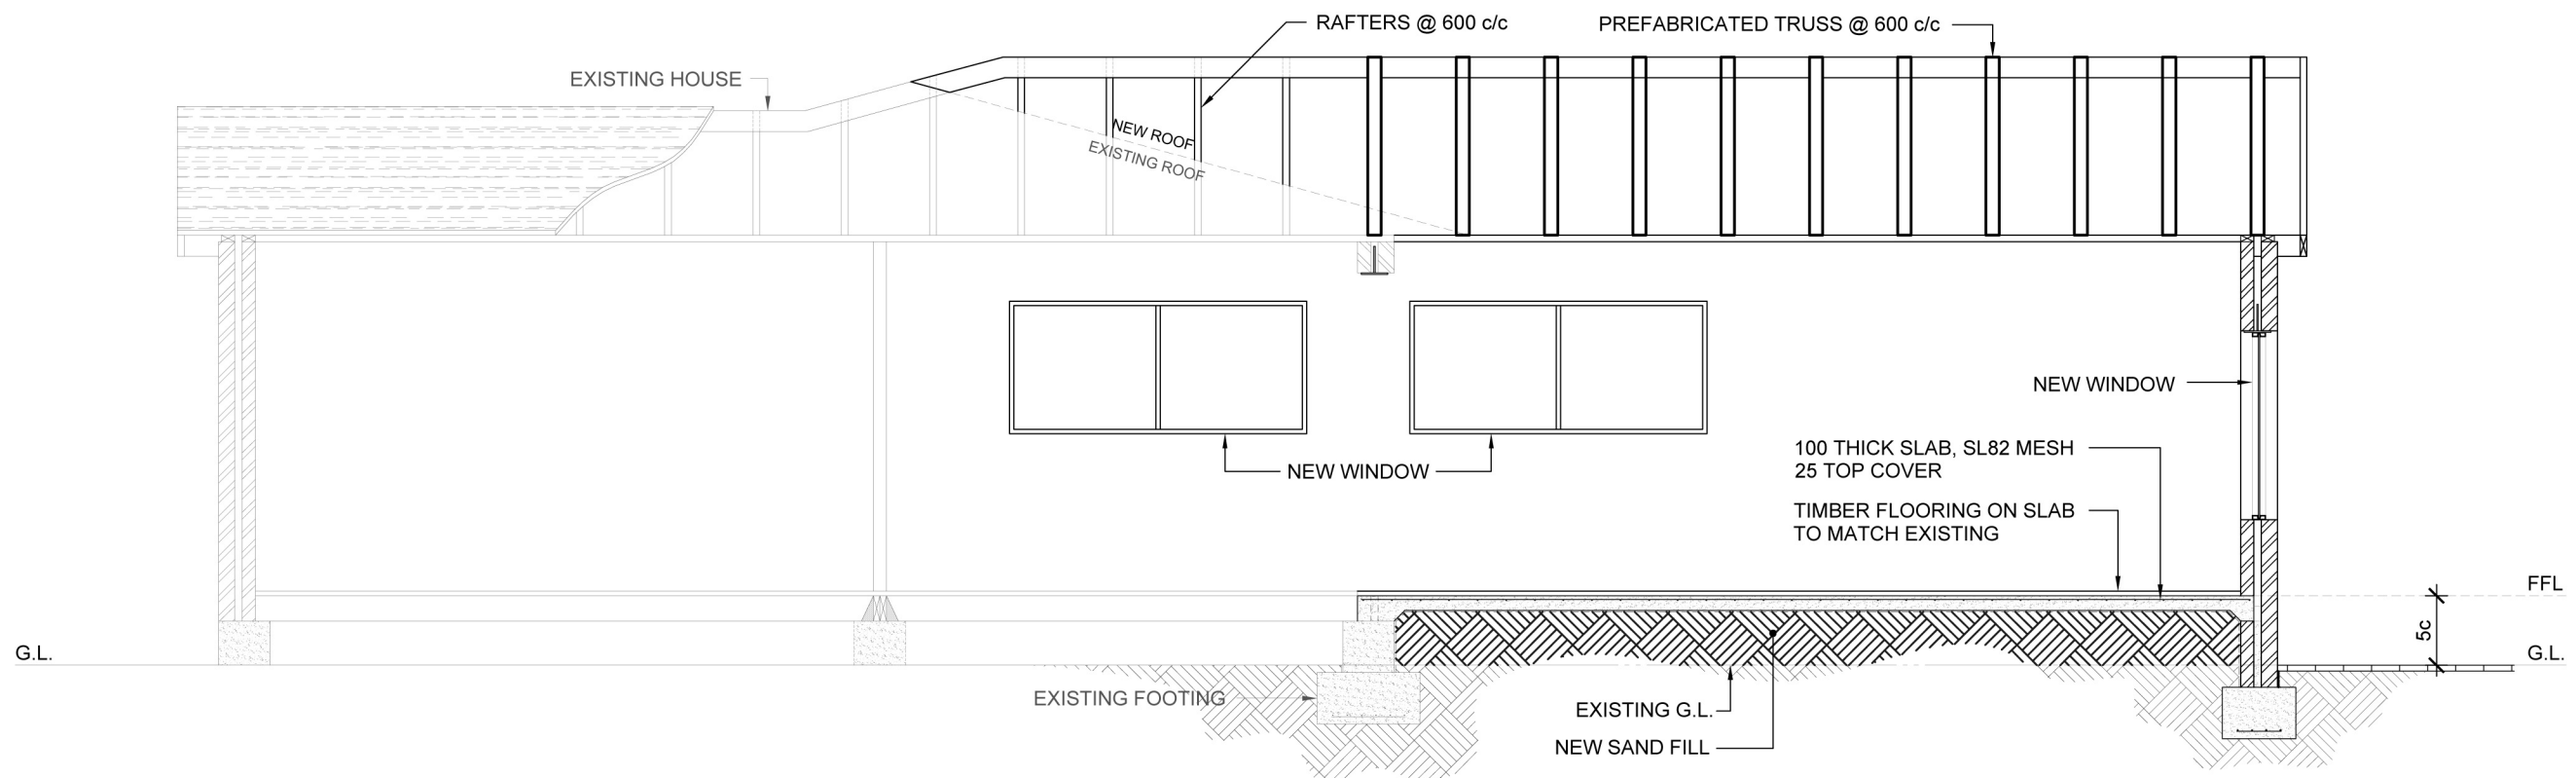 RAFTERS @ 600 c/c
PREFABRICATED TRUSS @ 600 c/c
EXISTING HOUSE
NEW ROOF
EXISTING ROOF
NEW WINDOW
100 THICK SLAB, SL82 MESH
25 TOP COVER
NEW WINDOW
TIMBER FLOORING ON SLAB
TO MATCH EXISTING
FFL
5c
G.L.
G.L.
EXISTING FOOTING
EXISTING G.L.
NEW SAND FILL